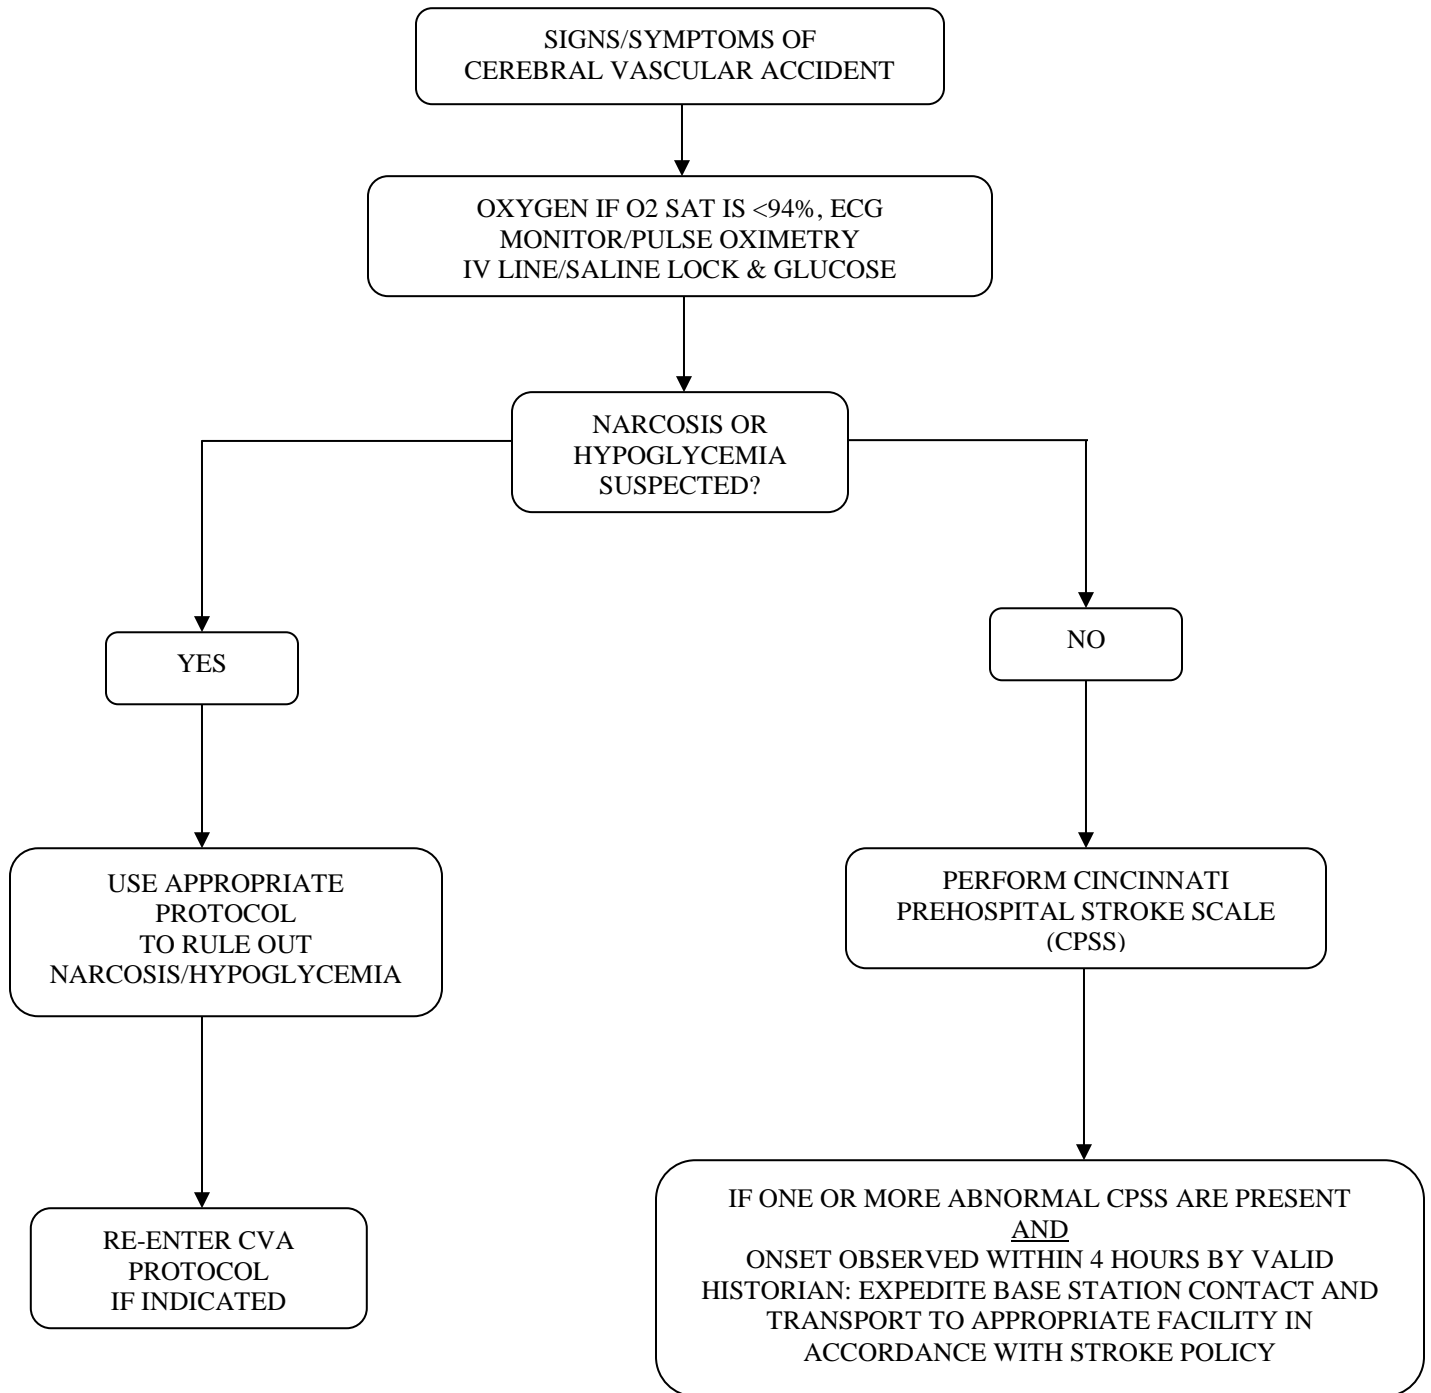 SIGNS/SYMPTOMS OF
CEREBRAL VASCULAR ACCIDENT
OXYGEN IF O2 SAT IS <94%, ECG
MONITOR/PULSE OXIMETRY
IV LINE/SALINE LOCK & GLUCOSE
NARCOSIS OR
HYPOGLYCEMIA
SUSPECTED?
YES
NO
USE APPROPRIATE
PROTOCOL
TO RULE OUT
NARCOSIS/HYPOGLYCEMIA
PERFORM CINCINNATI
PREHOSPITAL STROKE SCALE
(CPSS)
RE-ENTER CVA
PROTOCOL
IF INDICATED
IF ONE OR MORE ABNORMAL CPSS ARE PRESENT
AND
ONSET OBSERVED WITHIN 4 HOURS BY VALID
HISTORIAN: EXPEDITE BASE STATION CONTACT AND
TRANSPORT TO APPROPRIATE FACILITY IN
ACCORDANCE WITH STROKE POLICY